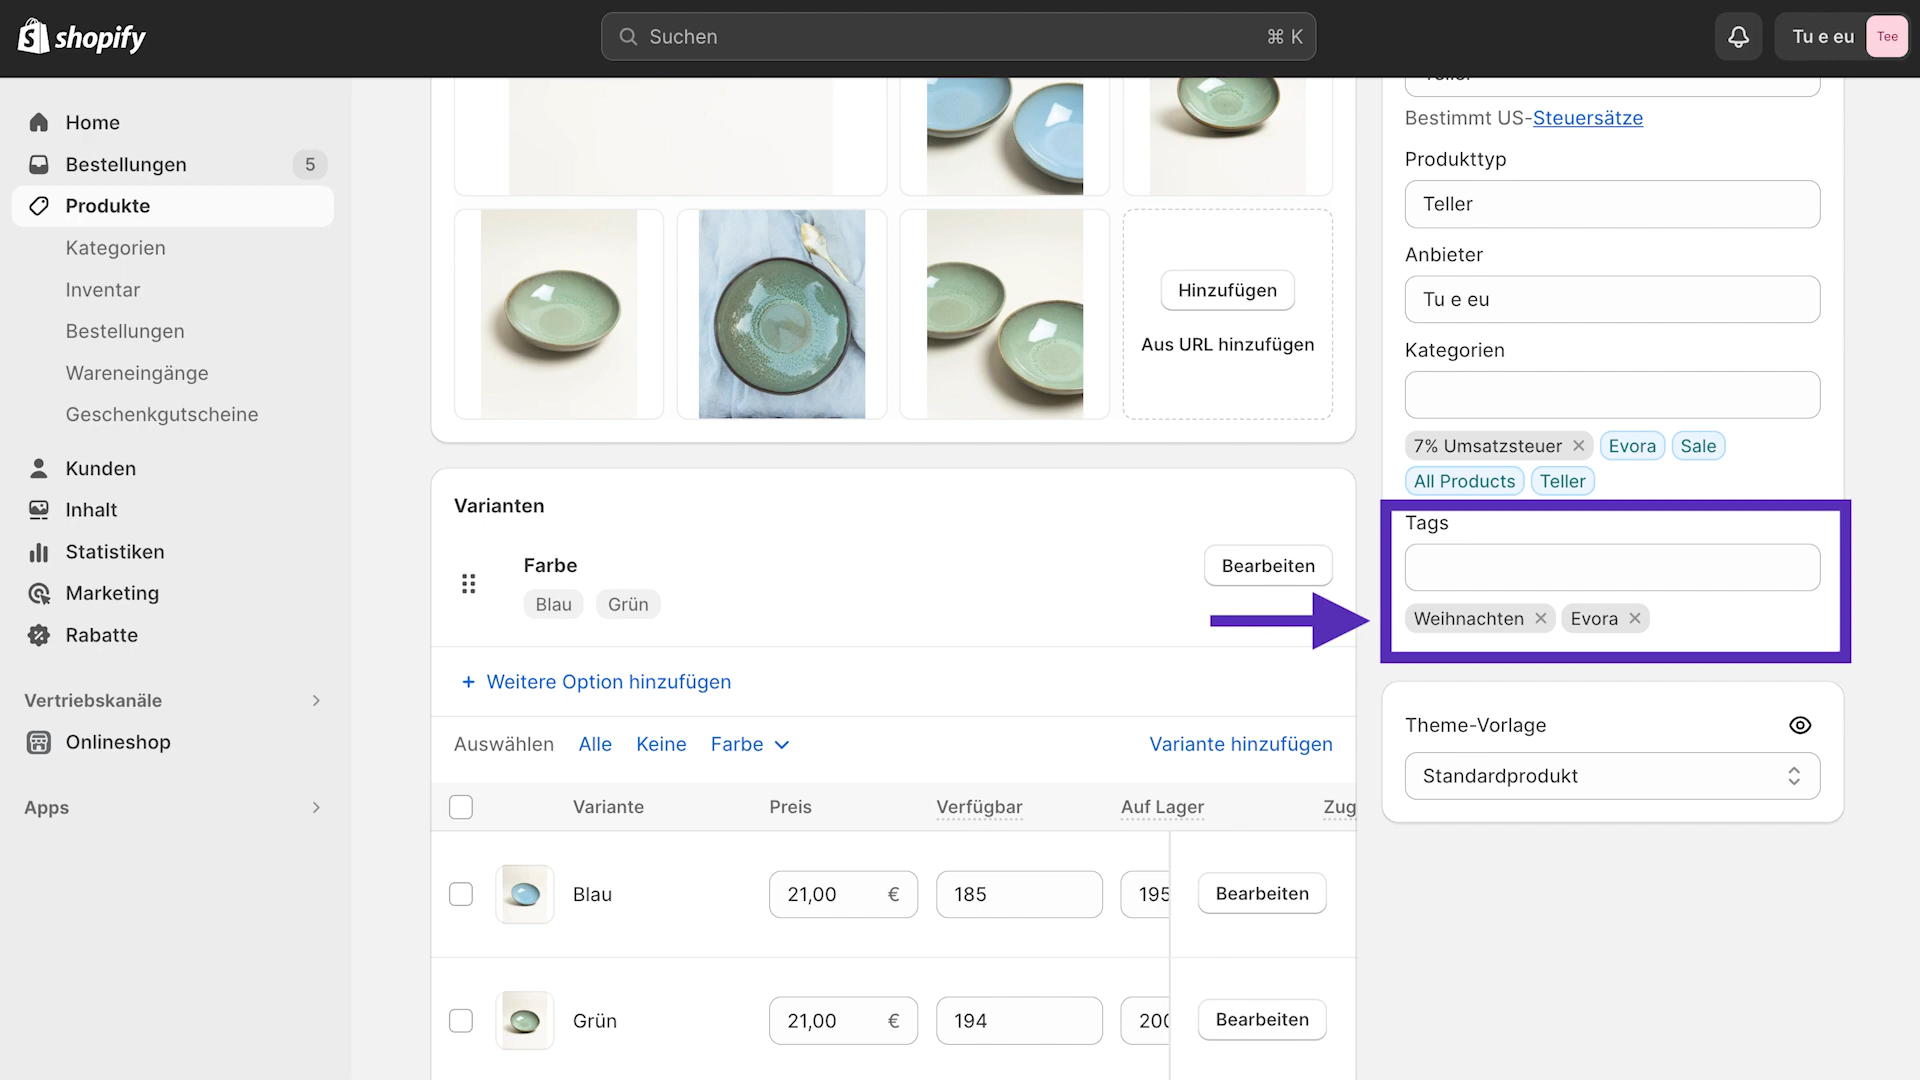 shopify
Suchen
⌘ K
Tu e eu
Tee
Home
Bestellungen
5
Produkte
Kategorien
Inventar
Bestellungen
Wareneingänge
Geschenkgutscheine
Kunden
Inhalt
Statistiken
Marketing
Rabatte
Vertriebskanäle
Onlineshop
Apps
Hinzufügen
Aus URL hinzufügen
Varianten
Farbe
Bearbeiten
Blau
Grün
+ Weitere Option hinzufügen
Auswählen Alle Keine Farbe
Variante hinzufügen
Variante Preis Verfügbar Auf Lager Zug
Blau 21,00 € 185 195 Bearbeiten
Grün 21,00 € 194 200 Bearbeiten
Teller
Bestimmt US-Steuersätze
Produkttyp
Teller
Anbieter
Tu e eu
Kategorien
7% Umsatzsteuer Evora Sale
All Products Teller
Tags
Weihnachten Evora
Theme-Vorlage
Standardprodukt